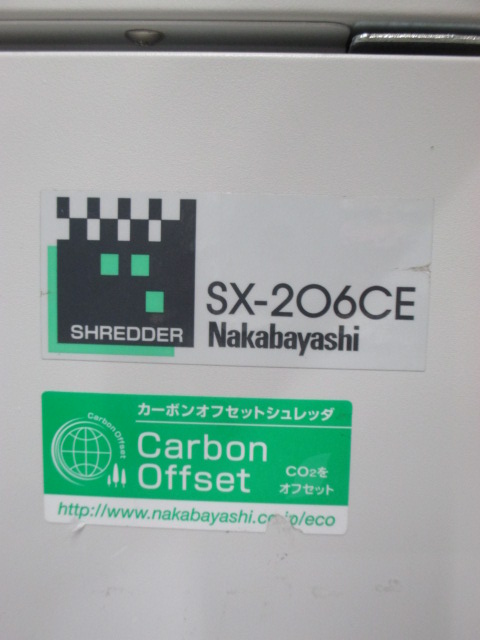 SHREDDER
SX-206CE
Nakabayashi
カーボンオフセットシュレッダ
Carbon Offset
Carbon
Offset
CO2を
オフセット
http://www.nakabayashi.co.jp/eco